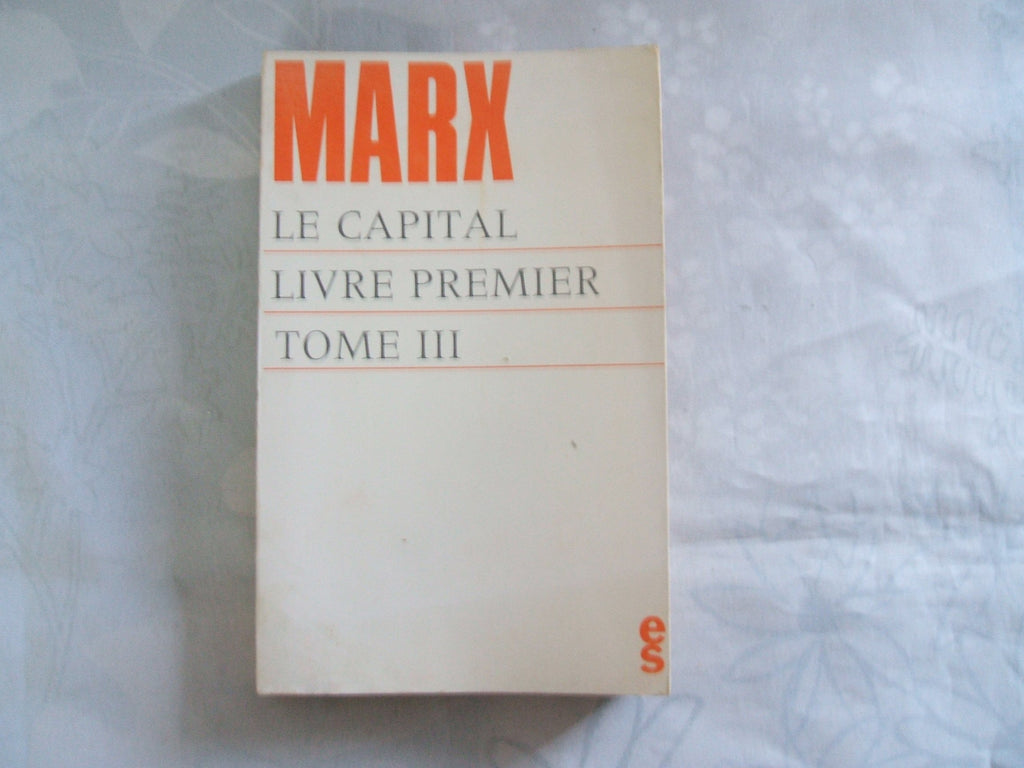 MARX
LE CAPITAL
LIVRE PREMIER
TOME III
es